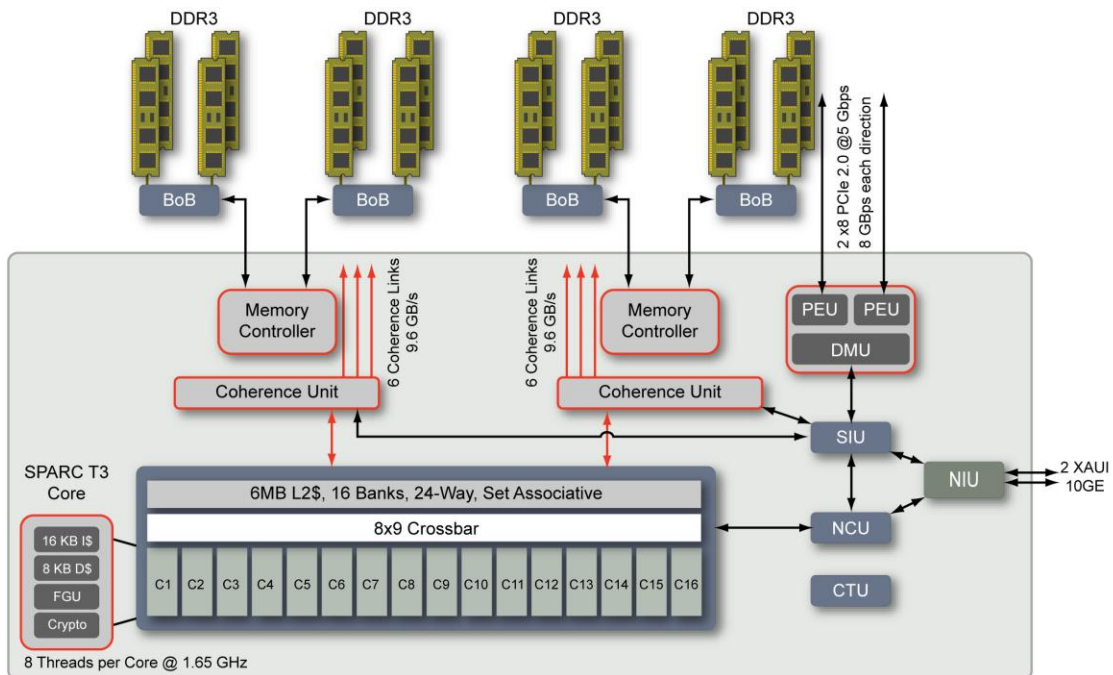 DDR3
DDR3
DDR3
DDR3
BoB
BoB
BoB
BoB
2 x8 PCIe 2.0 @5 Gbps
8 GBps each direction
Memory
Controller
6 Coherence Links
9.6 GB/s
Memory
Controller
6 Coherence Links
9.6 GB/s
PEU
PEU
DMU
Coherence Unit
Coherence Unit
SIU
NIU
2 XAUI
10GE
NCU
CTU
SPARC T3
Core
16 KB I$
8 KB D$
FGU
Crypto
6MB L2$, 16 Banks, 24-Way, Set Associative
8x9 Crossbar
C1 C2 C3 C4 C5 C6 C7 C8 C9 C10 C11 C12 C13 C14 C15 C16
8 Threads per Core @ 1.65 GHz